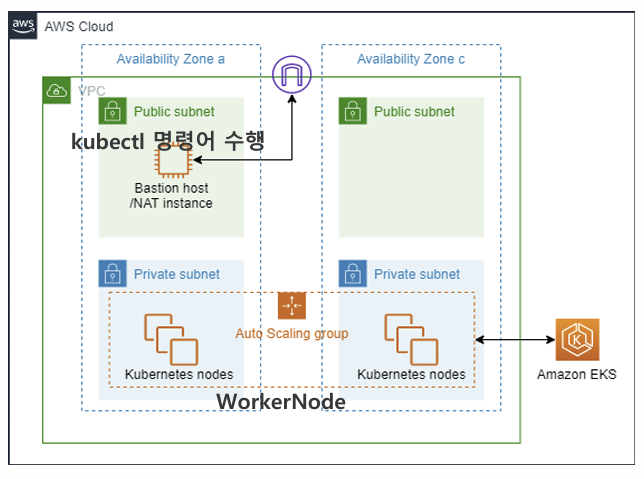 aws
AWS Cloud
Availability Zone a
Availability Zone c
VPC
Public subnet
Public subnet
kubectl 명령어 수행
Bastion host
/NAT instance
Private subnet
Private subnet
Auto Scaling group
Kubernetes nodes
Kubernetes nodes
K
Amazon EKS
WorkerNode